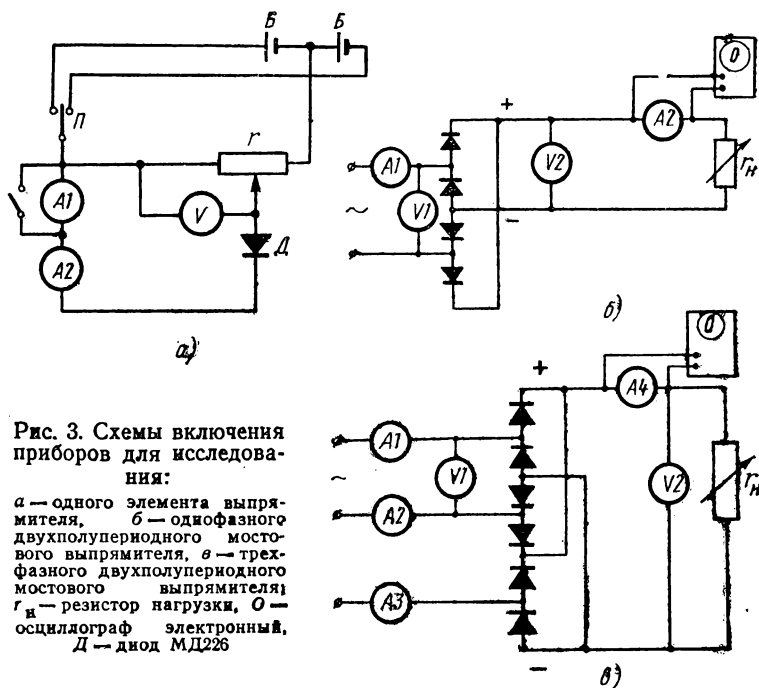 Б
Б
П
r
A1
V
A2
Д
а)
+
O
A1
V1
V2
A2
rн
~
−
б)
+
O
A1
A4
~
V1
A2
V2
rн
A3
−
в)
Рис. 3. Схемы включения
приборов для исследова-
ния:
а — одного элемента выпря-
мителя, б — однофазного
двухполупериодного мосто-
вого выпрямителя, в — трех-
фазного двухполупериодного
мостового выпрямителя;
rн — резистор нагрузки, О —
осциллограф электронный,
Д — диод МД226